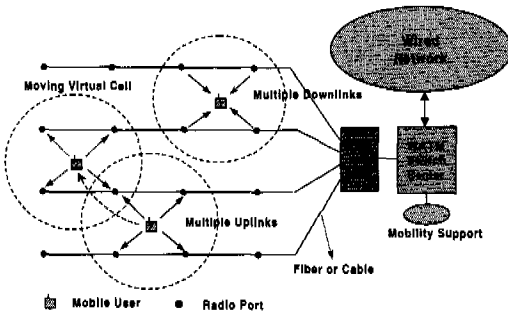 Wired
Network
Moving Virtual Cell
Multiple Downlinks
Multiple Uplinks
Mobility Support
Fiber or Cable
Mobile User
Radio Port